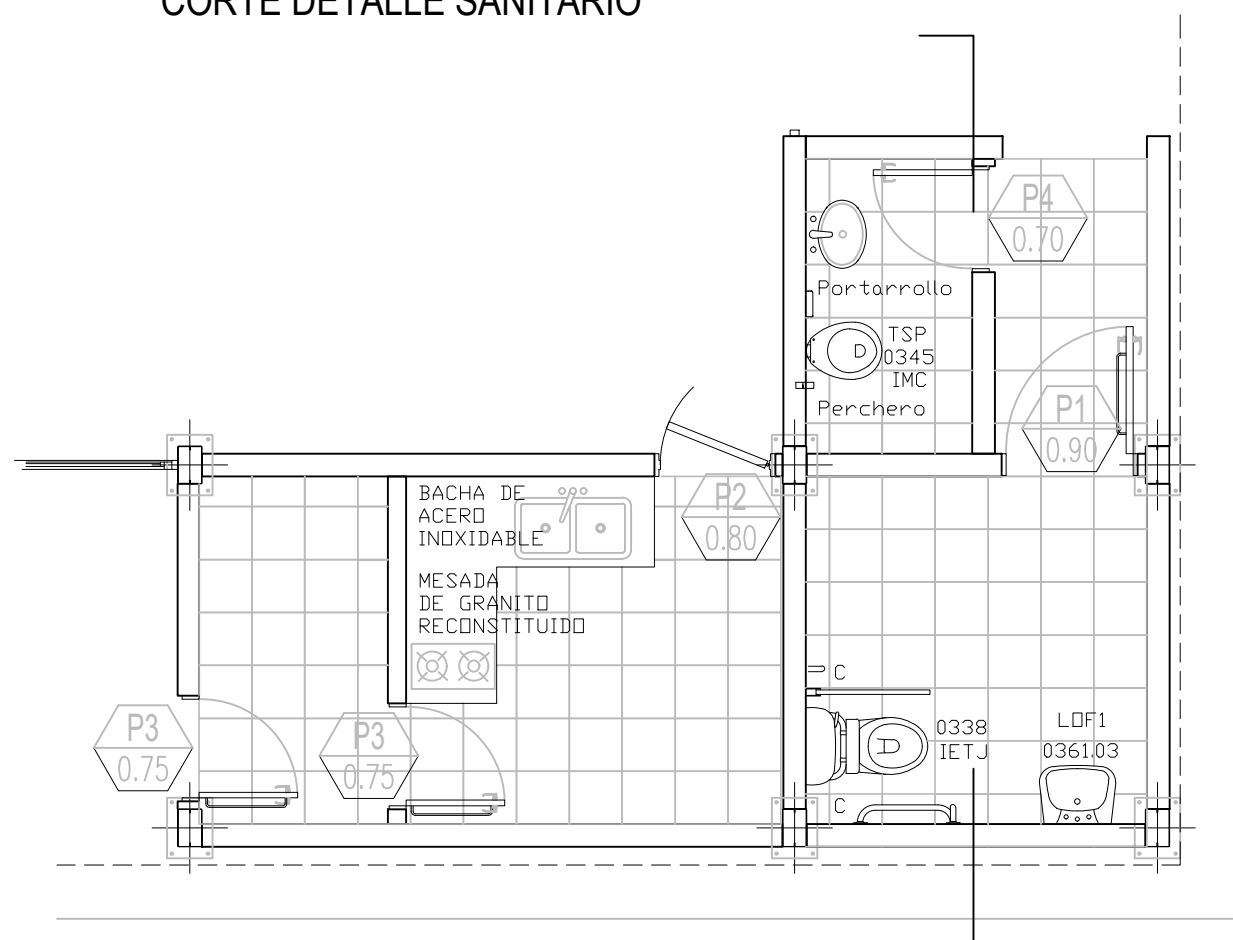 CORTE DETALLE SANITARIO
P4
0.70
Portarrollo
TSP
0345
IMC
Perchero
P1
0.90
BACHA DE
ACERO
INOXIDABLE
P2
0.80
MESADA
DE GRANITO
RECONSTITUIDO
C
P3
0.75
P3
0.75
0338
IETJ
LOF1
0361.03
C